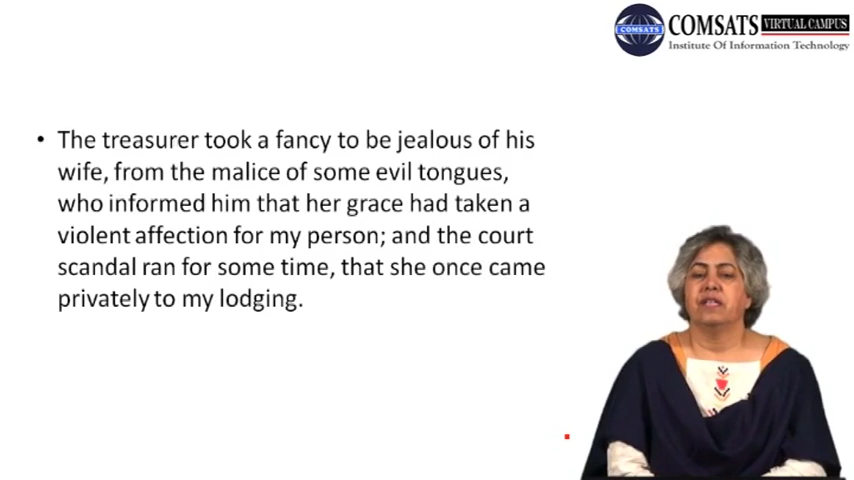 COMSATS
COMSATS VIRTUAL CAMPUS
Institute Of Information Technology
• The treasurer took a fancy to be jealous of his
wife, from the malice of some evil tongues,
who informed him that her grace had taken a
violent affection for my person; and the court
scandal ran for some time, that she once came
privately to my lodging.